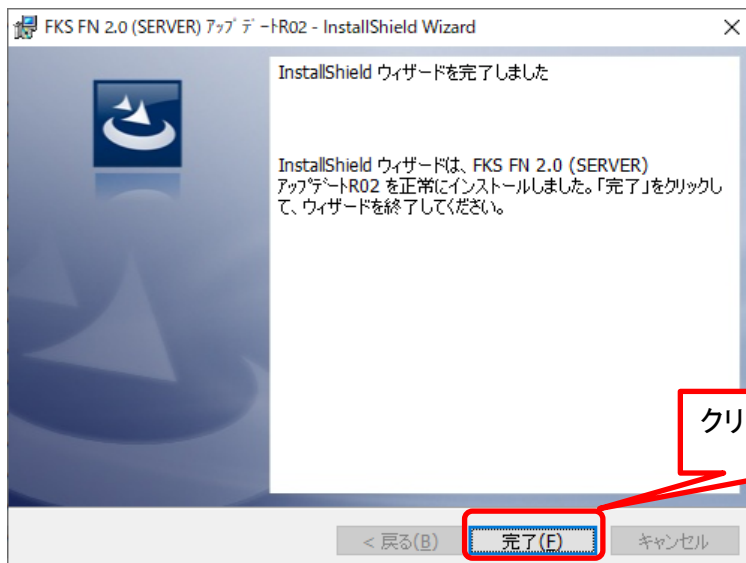 FKS FN 2.0 (SERVER) ｱｯﾌﾟﾃﾞｰﾄR02 - InstallShield Wizard
InstallShield ウィザードを完了しました
InstallShield ウィザードは、FKS FN 2.0 (SERVER)
ｱｯﾌﾟﾃﾞｰﾄR02 を正常にインストールしました。「完了」をクリックし
て、ウィザードを終了してください。
クリ
< 戻る(B)
完了(F)
キャンセル